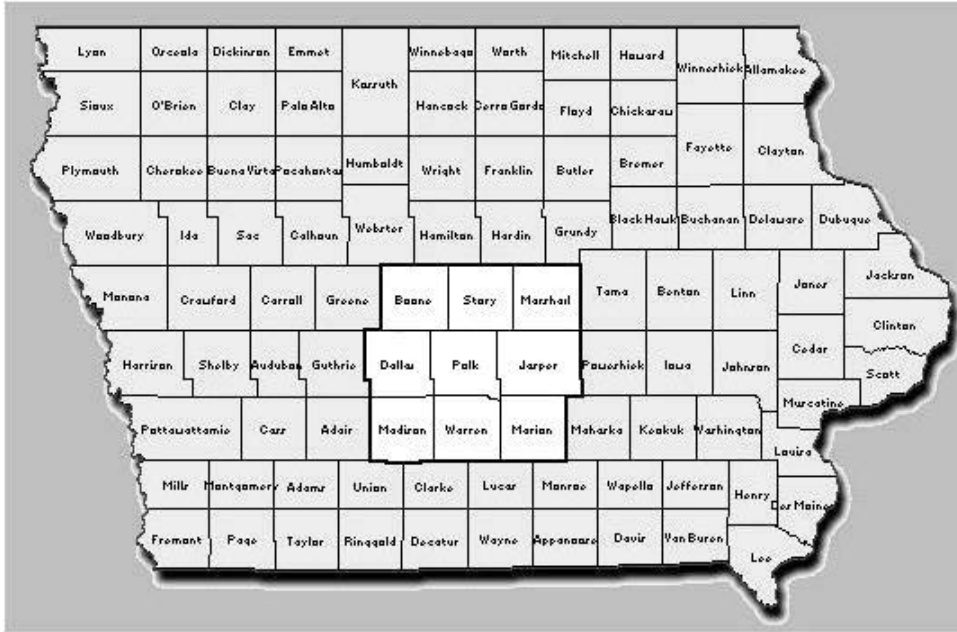 Lyon Osceola Dickinson Emmet Winnebago Worth Mitchell Howard
Winneshiek Allamakee
Kossuth
Sioux O'Brien Clay Palo Alto Hancock Cerro Gordo Floyd Chickasaw
Fayette Clayton
Plymouth Cherokee Buena Vista Pocahontas Humboldt Wright Franklin Butler Bremer
Woodbury Ida Sac Calhoun Webster Hamilton Hardin Grundy Black Hawk Buchanan Delaware Dubuque
Monona Crawford Carroll Greene Boone Story Marshall Tama Benton Linn Jones Jackson
Clinton
Harrison Shelby Audubon Guthrie Dallas Polk Jasper Poweshiek Iowa Johnson Cedar Scott
Muscatine
Pottawattamie Cass Adair Madison Warren Marion Mahaska Keokuk Washington
Louisa
Mills Montgomery Adams Union Clarke Lucas Monroe Wapello Jefferson Henry Des Moines
Fremont Page Taylor Ringgold Decatur Wayne Appanoose Davis Van Buren Lee